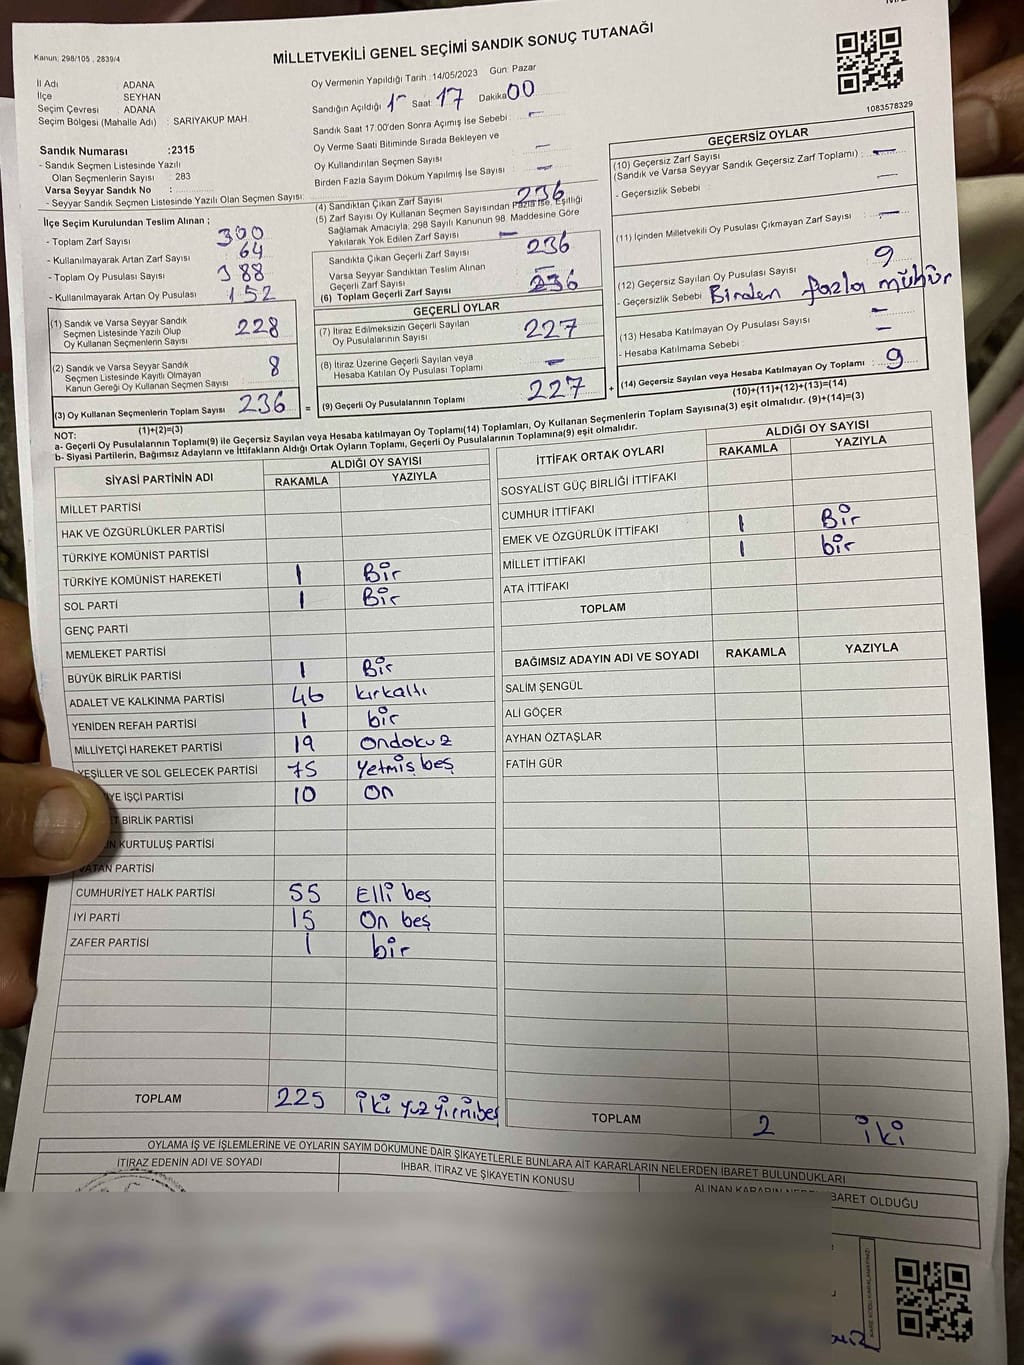 Kanun: 298/105 , 2839/4
MİLLETVEKİLİ GENEL SEÇİMİ SANDIK SONUÇ TUTANAĞI
1083578329
İl Adı : ADANA
İlçe : SEYHAN
Seçim Çevresi : ADANA
Seçim Bölgesi (Mahalle Adı) : SARIYAKUP MAH.
Sandık Numarası :2315
- Sandık Seçmen Listesinde Yazılı
Olan Seçmenlerin Sayısı : 283
Varsa Seyyar Sandık No :
- Seyyar Sandık Seçmen Listesinde Yazılı Olan Seçmen Sayısı:
Oy Vermenin Yapıldığı Tarih :14/05/2023 Gün: Pazar
Sandığın Açıldığı Saat: 17 Dakika 00
Sandık Saat 17:00'den Sonra Açımış İse Sebebi : –
Oy Verme Saati Bitiminde Sırada Bekleyen ve
Oy Kullandırılan Seçmen Sayısı –
Birden Fazla Sayım Döküm Yapılmış İse Sayısı : –
(4) Sandıktan Çıkan Zarf Sayısı 236
(5) Zarf Sayısı Oy Kullanan Seçmen Sayısından Fazla İse, Eşitliği
Sağlamak Amacıyla, 298 Sayılı Kanunun 98. Maddesine Göre
Yakılarak Yok Edilen Zarf Sayısı –
İlçe Seçim Kurulundan Teslim Alınan ;
- Toplam Zarf Sayısı 300
- Kullanılmayarak Artan Zarf Sayısı 64
- Toplam Oy Pusulası Sayısı 388
- Kullanılmayarak Artan Oy Pusulası 152
(1) Sandık ve Varsa Seyyar Sandık
Seçmen Listesinde Yazılı Olup
Oy Kullanan Seçmenlerin Sayısı 228
(2) Sandık ve Varsa Seyyar Sandık
Seçmen Listesinde Kayıtlı Olmayan
Kanun Gereği Oy Kullanan Seçmen Sayısı 8
(3) Oy Kullanan Seçmenlerin Toplam Sayısı 236 =
(1)+(2)=(3)
Sandıkta Çıkan Geçerli Zarf Sayısı 236
Varsa Seyyar Sandıktan Teslim Alınan
Geçerli Zarf Sayısı –
(6) Toplam Geçerli Zarf Sayısı 236
GEÇERLİ OYLAR
(7) İtiraz Edilmeksizin Geçerli Sayılan
Oy Pusulalarının Sayısı 227
(8) İtiraz Üzerine Geçerli Sayılan veya
Hesaba Katılan Oy Pusulası Toplamı –
(9) Geçerli Oy Pusulalarının Toplamı 227 +
GEÇERSİZ OYLAR
(10) Geçersiz Zarf Sayısı
(Sandık ve Varsa Seyyar Sandık Geçersiz Zarf Toplamı) : –
- Geçersizlik Sebebi : –
(11) İçinden Milletvekili Oy Pusulası Çıkmayan Zarf Sayısı –
(12) Geçersiz Sayılan Oy Pusulası Sayısı 9
- Geçersizlik Sebebi Birden fazla mühür
(13) Hesaba Katılmayan Oy Pusulası Sayısı –
- Hesaba Katılmama Sebebi : –
(14) Geçersiz Sayılan veya Hesaba Katılmayan Oy Toplamı : 9
(10)+(11)+(12)+(13)=(14)
NOT:
a- Geçerli Oy Pusulalarının Toplamı(9) ile Geçersiz Sayılan veya Hesaba katılmayan Oy Toplamı(14) Toplamları, Oy Kullanan Seçmenlerin Toplam Sayısına(3) eşit olmalıdır. (9)+(14)=(3)
b- Siyasi Partilerin, Bağımsız Adayların ve İttifakların Aldığı Ortak Oyların Toplamı, Geçerli Oy Pusulalarının Toplamına(9) eşit olmalıdır.
SİYASİ PARTİNİN ADI ALDIĞI OY SAYISI
RAKAMLA YAZIYLA
MİLLET PARTİSİ
HAK VE ÖZGÜRLÜKLER PARTİSİ
TÜRKİYE KOMÜNİST PARTİSİ
TÜRKİYE KOMÜNİST HAREKETİ 1 Bir
SOL PARTİ 1 Bir
GENÇ PARTİ
MEMLEKET PARTİSİ
BÜYÜK BİRLİK PARTİSİ 1 Bir
ADALET VE KALKINMA PARTİSİ 46 kırkaltı
YENİDEN REFAH PARTİSİ 1 bir
MİLLİYETÇİ HAREKET PARTİSİ 19 Ondokuz
YEŞİLLER VE SOL GELECEK PARTİSİ 75 Yetmiş beş
YE İŞÇİ PARTİSİ 10 On
BİRLİK PARTİSİ
KURTULUŞ PARTİSİ
VATAN PARTİSİ
CUMHURİYET HALK PARTİSİ 55 Elli beş
İYİ PARTİ 15 On beş
ZAFER PARTİSİ 1 bir
TOPLAM 225 iki yüz yirmibeş
İTTİFAK ORTAK OYLARI ALDIĞI OY SAYISI
RAKAMLA YAZIYLA
SOSYALİST GÜÇ BİRLİĞİ İTTİFAKI
CUMHUR İTTİFAKI
EMEK VE ÖZGÜRLÜK İTTİFAKI 1 Bir
MİLLET İTTİFAKI 1 bir
ATA İTTİFAKI
TOPLAM
BAĞIMSIZ ADAYIN ADI VE SOYADI RAKAMLA YAZIYLA
SALİM ŞENGÜL
ALİ GÖÇER
AYHAN ÖZTAŞLAR
FATİH GÜR
TOPLAM 2 iki
OYLAMA İŞ VE İŞLEMLERİNE VE OYLARIN SAYIM DÖKÜMÜNE DAİR ŞİKAYETLERLE BUNLARA AİT KARARLARIN NELERDEN İBARET BULUNDUKLARI
İTİRAZ EDENİN ADI VE SOYADI
İHBAR, İTİRAZ VE ŞİKAYETİN KONUSU
ALINAN KARARIN NEDEN İBARET OLDUĞU